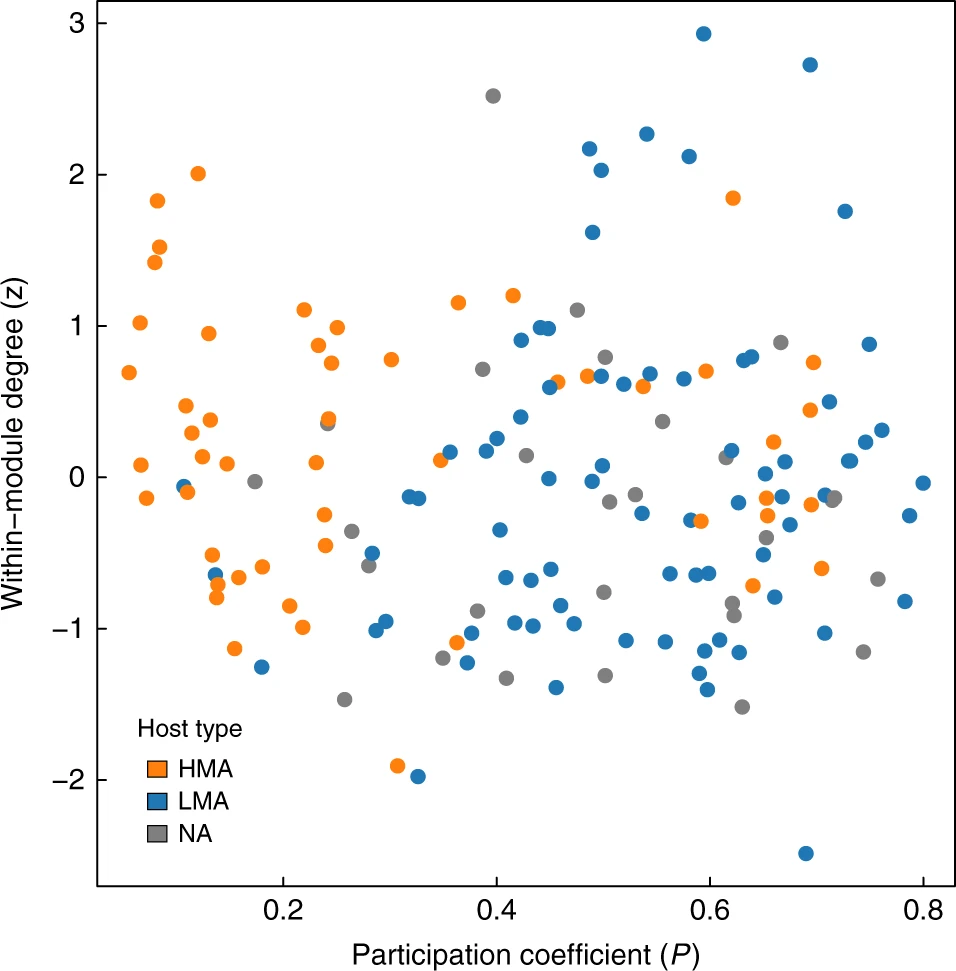 3
2
1
0
−1
−2
Within−module degree (z)
Host type
HMA
LMA
NA
0.2 0.4 0.6 0.8
Participation coefficient (P)